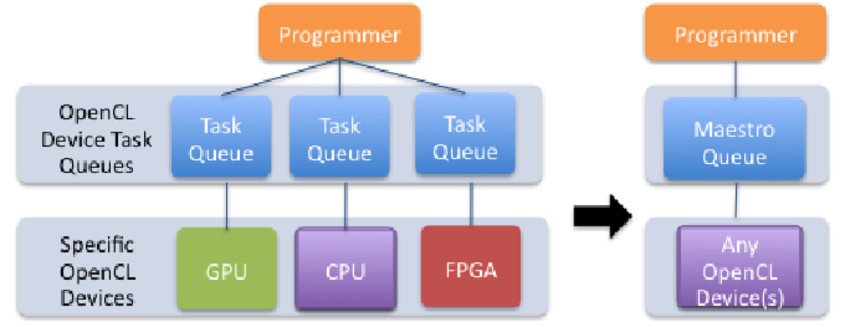 Programmer
OpenCL
Device Task
Queues
Task
Queue
Task
Queue
Task
Queue
Specific
OpenCL
Devices
GPU
CPU
FPGA
Programmer
Maestro
Queue
Any
OpenCL
Device(s)